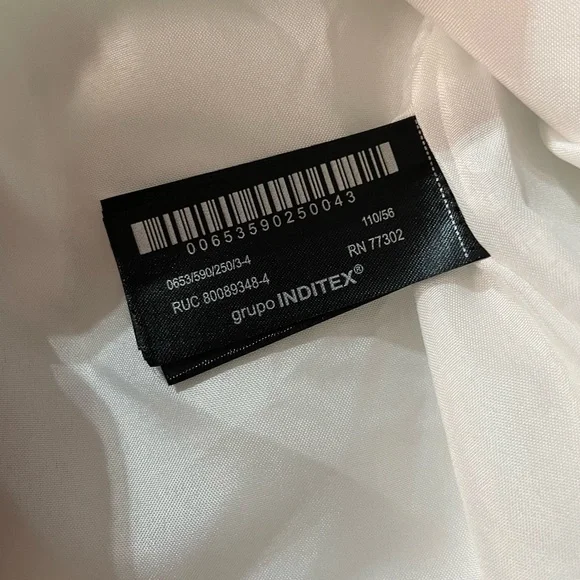 00653590250043
0653/590/250/3-4
110/56
RUC 80089348-4
RN 77302
grupo INDITEX®